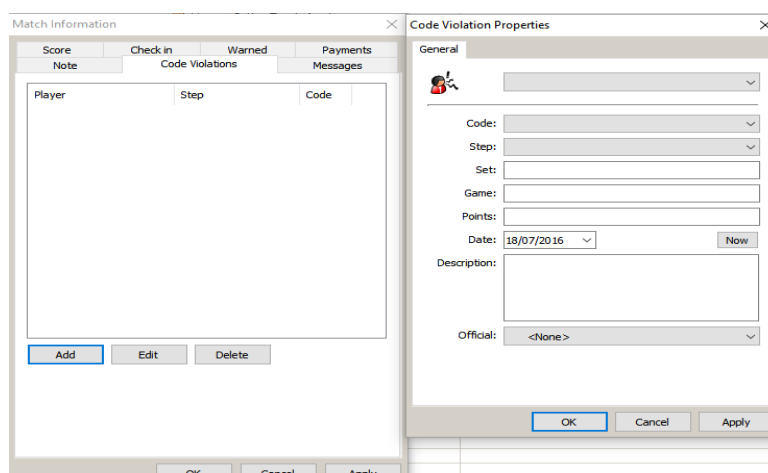 Match Information
Score Check in Warned Payments
Note Code Violations Messages
Player Step Code
Add Edit Delete
OK Cancel Apply
Code Violation Properties
General
Code:
Step:
Set:
Game:
Points:
Date: 18/07/2016 Now
Description:
Official: <None>
OK Cancel Apply